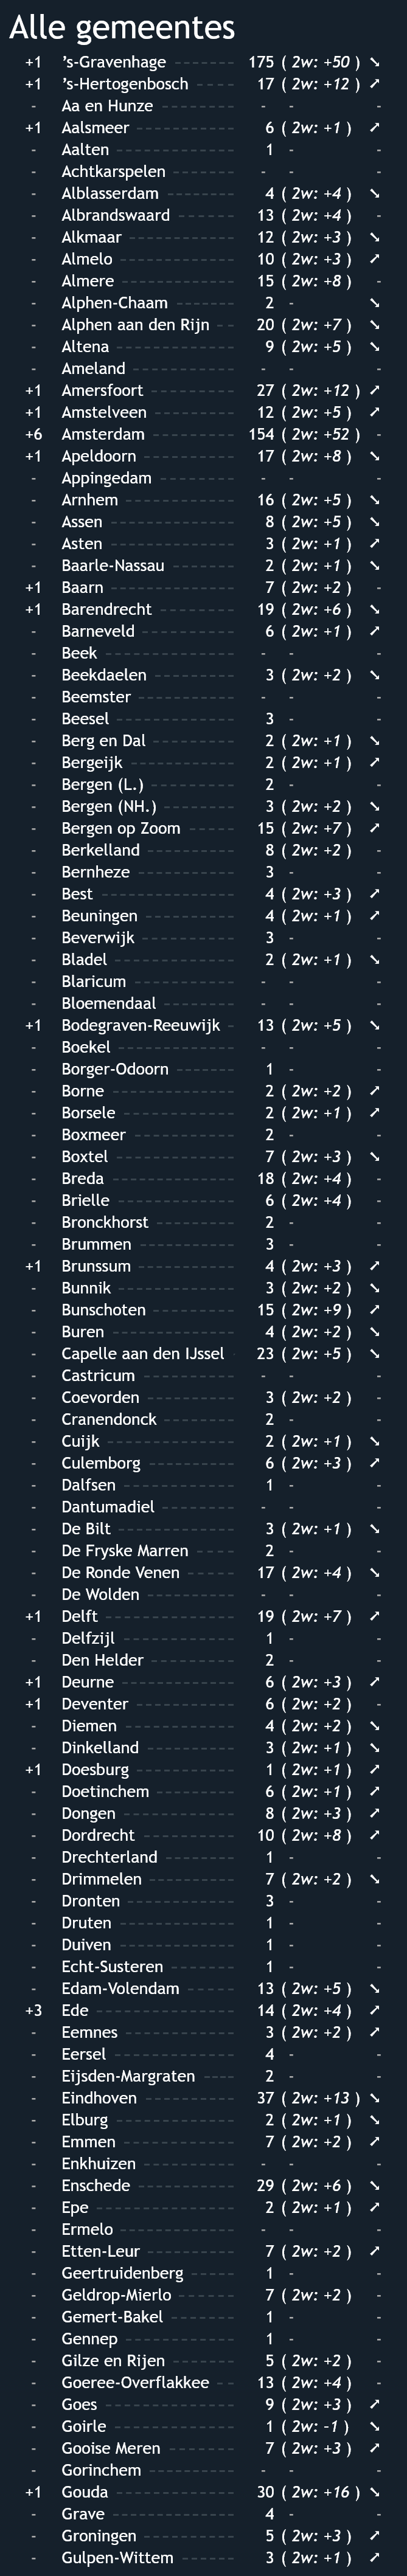 Alle gemeentes
+1 's-Gravenhage 175 ( 2w: +50 ) ➘
+1 's-Hertogenbosch 17 ( 2w: +12 ) ➚
- Aa en Hunze - - -
+1 Aalsmeer 6 ( 2w: +1 ) ➚
- Aalten 1 - -
- Achtkarspelen - - -
- Alblasserdam 4 ( 2w: +4 ) ➘
- Albrandswaard 13 ( 2w: +4 ) -
- Alkmaar 12 ( 2w: +3 ) ➘
- Almelo 10 ( 2w: +3 ) ➚
- Almere 15 ( 2w: +8 ) -
- Alphen-Chaam 2 - ➘
- Alphen aan den Rijn 20 ( 2w: +7 ) ➘
- Altena 9 ( 2w: +5 ) ➘
- Ameland - - -
+1 Amersfoort 27 ( 2w: +12 ) ➚
+1 Amstelveen 12 ( 2w: +5 ) ➚
+6 Amsterdam 154 ( 2w: +52 ) -
+1 Apeldoorn 17 ( 2w: +8 ) ➘
- Appingedam - - -
- Arnhem 16 ( 2w: +5 ) ➘
- Assen 8 ( 2w: +5 ) ➘
- Asten 3 ( 2w: +1 ) ➚
- Baarle-Nassau 2 ( 2w: +1 ) ➘
+1 Baarn 7 ( 2w: +2 ) -
+1 Barendrecht 19 ( 2w: +6 ) ➘
- Barneveld 6 ( 2w: +1 ) ➚
- Beek - - -
- Beekdaelen 3 ( 2w: +2 ) ➘
- Beemster - - -
- Beesel 3 - -
- Berg en Dal 2 ( 2w: +1 ) ➘
- Bergeijk 2 ( 2w: +1 ) ➚
- Bergen (L.) 2 - -
- Bergen (NH.) 3 ( 2w: +2 ) ➘
- Bergen op Zoom 15 ( 2w: +7 ) ➚
- Berkelland 8 ( 2w: +2 ) -
- Bernheze 3 - -
- Best 4 ( 2w: +3 ) ➚
- Beuningen 4 ( 2w: +1 ) ➚
- Beverwijk 3 - -
- Bladel 2 ( 2w: +1 ) ➘
- Blaricum - - -
- Bloemendaal - - -
+1 Bodegraven-Reeuwijk 13 ( 2w: +5 ) ➘
- Boekel - - -
- Borger-Odoorn 1 - -
- Borne 2 ( 2w: +2 ) ➚
- Borsele 2 ( 2w: +1 ) ➚
- Boxmeer 2 - -
- Boxtel 7 ( 2w: +3 ) ➘
- Breda 18 ( 2w: +4 ) -
- Brielle 6 ( 2w: +4 ) -
- Bronckhorst 2 - -
- Brummen 3 - -
+1 Brunssum 4 ( 2w: +3 ) ➚
- Bunnik 3 ( 2w: +2 ) ➘
- Bunschoten 15 ( 2w: +9 ) ➚
- Buren 4 ( 2w: +2 ) ➘
- Capelle aan den IJssel 23 ( 2w: +5 ) ➘
- Castricum - - -
- Coevorden 3 ( 2w: +2 ) -
- Cranendonck 2 - -
- Cuijk 2 ( 2w: +1 ) ➘
- Culemborg 6 ( 2w: +3 ) ➚
- Dalfsen 1 - -
- Dantumadiel - - -
- De Bilt 3 ( 2w: +1 ) ➘
- De Fryske Marren 2 - -
- De Ronde Venen 17 ( 2w: +4 ) ➘
- De Wolden - - -
+1 Delft 19 ( 2w: +7 ) ➚
- Delfzijl 1 - -
- Den Helder 2 - -
+1 Deurne 6 ( 2w: +3 ) ➚
+1 Deventer 6 ( 2w: +2 ) -
- Diemen 4 ( 2w: +2 ) ➘
- Dinkelland 3 ( 2w: +1 ) ➘
+1 Doesburg 1 ( 2w: +1 ) ➚
- Doetinchem 6 ( 2w: +1 ) ➚
- Dongen 8 ( 2w: +3 ) ➚
- Dordrecht 10 ( 2w: +8 ) ➚
- Drechterland 1 - -
- Drimmelen 7 ( 2w: +2 ) ➘
- Dronten 3 - -
- Druten 1 - -
- Duiven 1 - -
- Echt-Susteren 1 - -
- Edam-Volendam 13 ( 2w: +5 ) ➘
+3 Ede 14 ( 2w: +4 ) ➚
- Eemnes 3 ( 2w: +2 ) ➚
- Eersel 4 - -
- Eijsden-Margraten 2 - -
- Eindhoven 37 ( 2w: +13 ) ➘
- Elburg 2 ( 2w: +1 ) ➘
- Emmen 7 ( 2w: +2 ) ➚
- Enkhuizen - - -
- Enschede 29 ( 2w: +6 ) ➘
- Epe 2 ( 2w: +1 ) ➚
- Ermelo - - -
- Etten-Leur 7 ( 2w: +2 ) ➚
- Geertruidenberg 1 - -
- Geldrop-Mierlo 7 ( 2w: +2 ) -
- Gemert-Bakel 1 - -
- Gennep 1 - -
- Gilze en Rijen 5 ( 2w: +2 ) -
- Goeree-Overflakkee 13 ( 2w: +4 ) -
- Goes 9 ( 2w: +3 ) ➚
- Goirle 1 ( 2w: -1 ) ➘
- Gooise Meren 7 ( 2w: +3 ) ➚
- Gorinchem - - -
+1 Gouda 30 ( 2w: +16 ) ➘
- Grave 4 - -
- Groningen 5 ( 2w: +3 ) ➚
- Gulpen-Wittem 3 ( 2w: +1 ) ➚